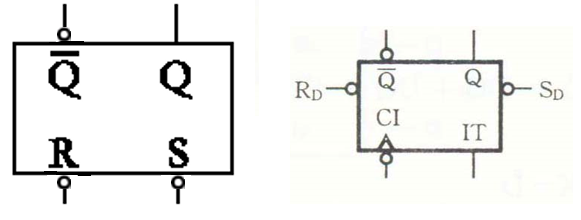 Q̅ Q
R S
Q̅ Q
R_D S_D
CI
IT